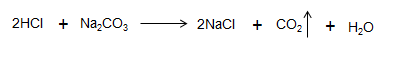 2HCl + Na₂CO₃ ⟶ 2NaCl + CO₂↑ + H₂O